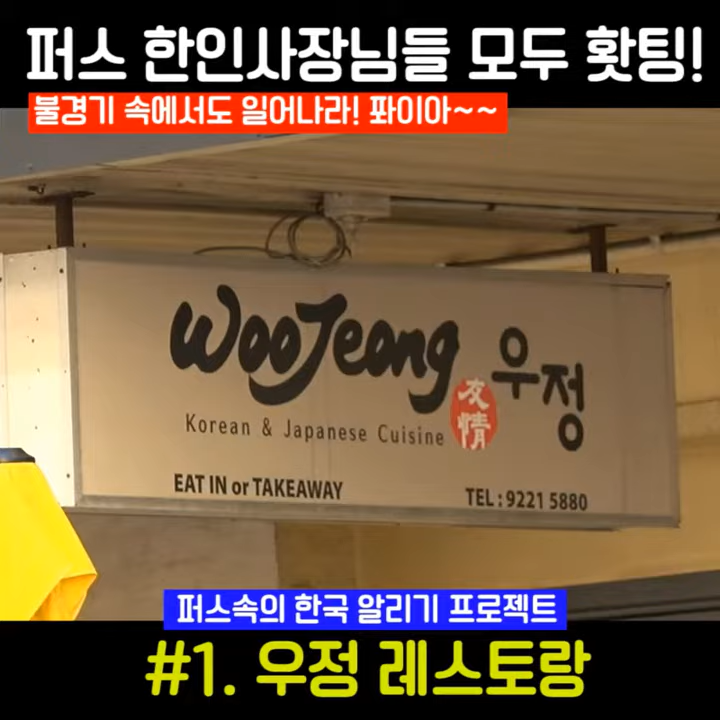 퍼스 한인사장님들 모두 홧팅!
불경기 속에서도 일어나라! 퐈이아~~
WooJeong 우정
友情
Korean & Japanese Cuisine
EAT IN or TAKEAWAY
TEL : 9221 5880
퍼스속의 한국 알리기 프로젝트
#1. 우정 레스토랑